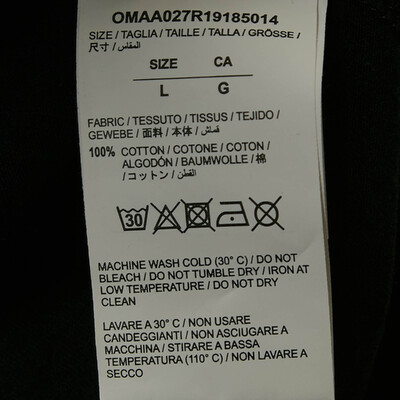 OMAA027R19185014
SIZE / TAGLIA / TAILLE / TALLA / GRÖSSE /
尺寸 / المقاس
SIZE CA
L G
FABRIC / TESSUTO / TISSUS / TEJIDO /
GEWEBE / 面料 / 本体 / قماش
100% COTTON / COTONE / COTON /
ALGODÓN / BAUMWOLLE / 棉
/ コットン / القطن
30
MACHINE WASH COLD (30° C) / DO NOT
BLEACH / DO NOT TUMBLE DRY / IRON AT
LOW TEMPERATURE / DO NOT DRY
CLEAN
LAVARE A 30° C / NON USARE
CANDEGGIANTI / NON ASCIUGARE A
MACCHINA / STIRARE A BASSA
TEMPERATURA (110° C) / NON LAVARE A
SECCO